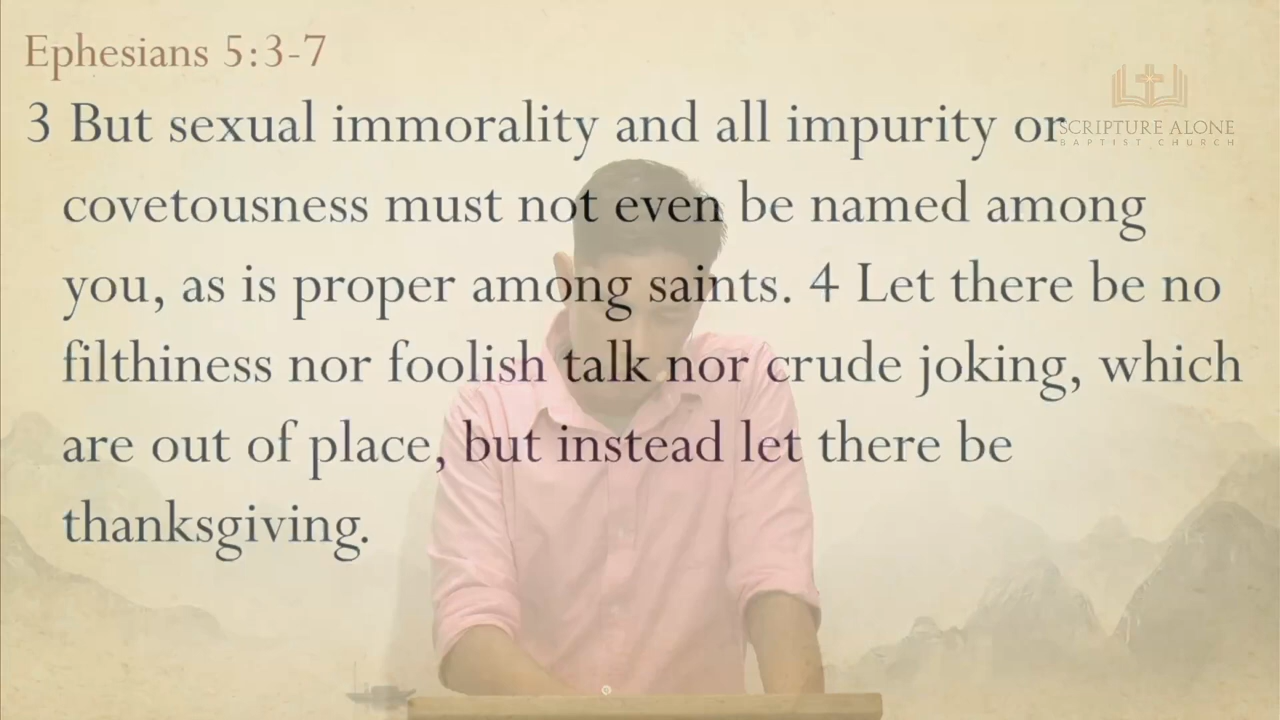 Ephesians 5:3-7
3 But sexual immorality and all impurity or
SCRIPTURE ALONE
BAPTIST CHURCH
covetousness must not even be named among
you, as is proper among saints. 4 Let there be no
filthiness nor foolish talk nor crude joking, which
are out of place, but instead let there be
thanksgiving.